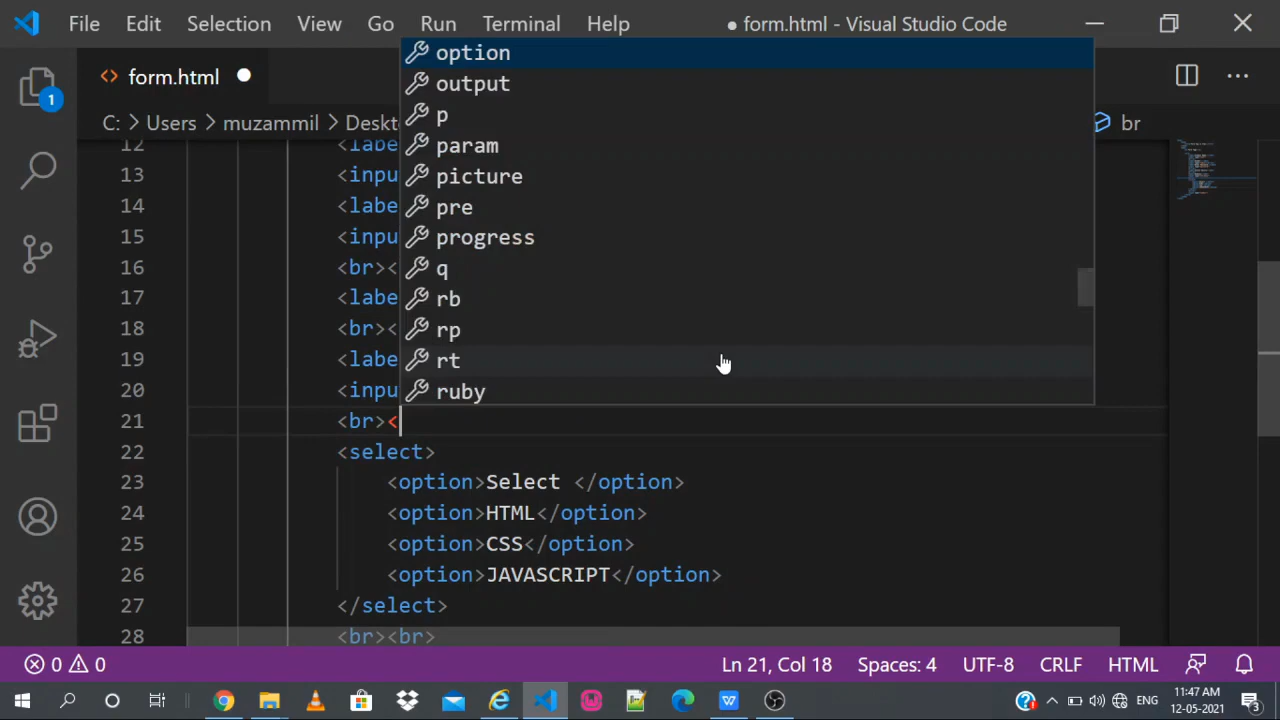 File Edit Selection View Go Run Terminal Help ● form.html - Visual Studio Code
form.html
1
C: > Users > muzammil > Deskt
br
option
output
p
param
picture
pre
progress
q
rb
rp
rt
ruby
12 <labe
13 <inpu
14 <labe
15 <inpu
16 <br><
17 <labe
18 <br><
19 <labe
20 <inpu
21 <br><
22 <select>
23 <option>Select </option>
24 <option>HTML</option>
25 <option>CSS</option>
26 <option>JAVASCRIPT</option>
27 </select>
28 <br><br>
0 0 Ln 21, Col 18 Spaces: 4 UTF-8 CRLF HTML
ENG 11:47 AM
12-05-2021
3